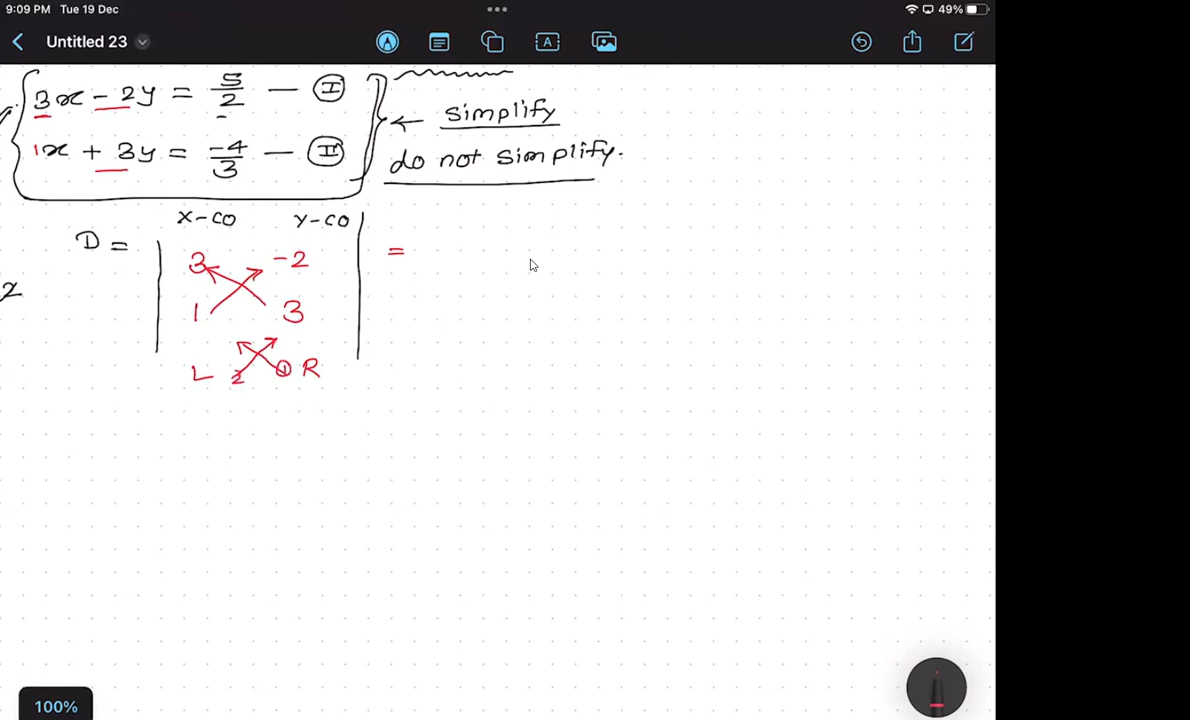 9:09 PM Tue 19 Dec
49%
Untitled 23
3x - 2y = 5/2 — I
1x + 3y = -4/3 — II
← simplify
do not simplify.
x-co y-co
D = | 3 -2 | =
1 3
L 2 1 R
z
100%